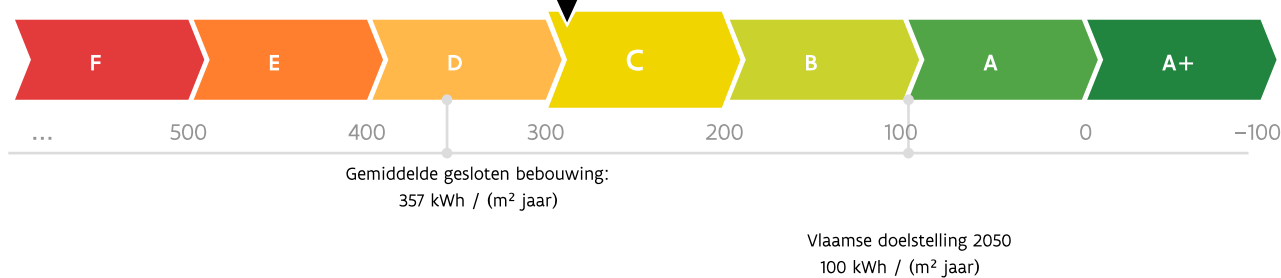 F E D C B A A+
... 500 400 300 200 100 0 −100
Gemiddelde gesloten bebouwing:
357 kWh / (m² jaar)
Vlaamse doelstelling 2050
100 kWh / (m² jaar)